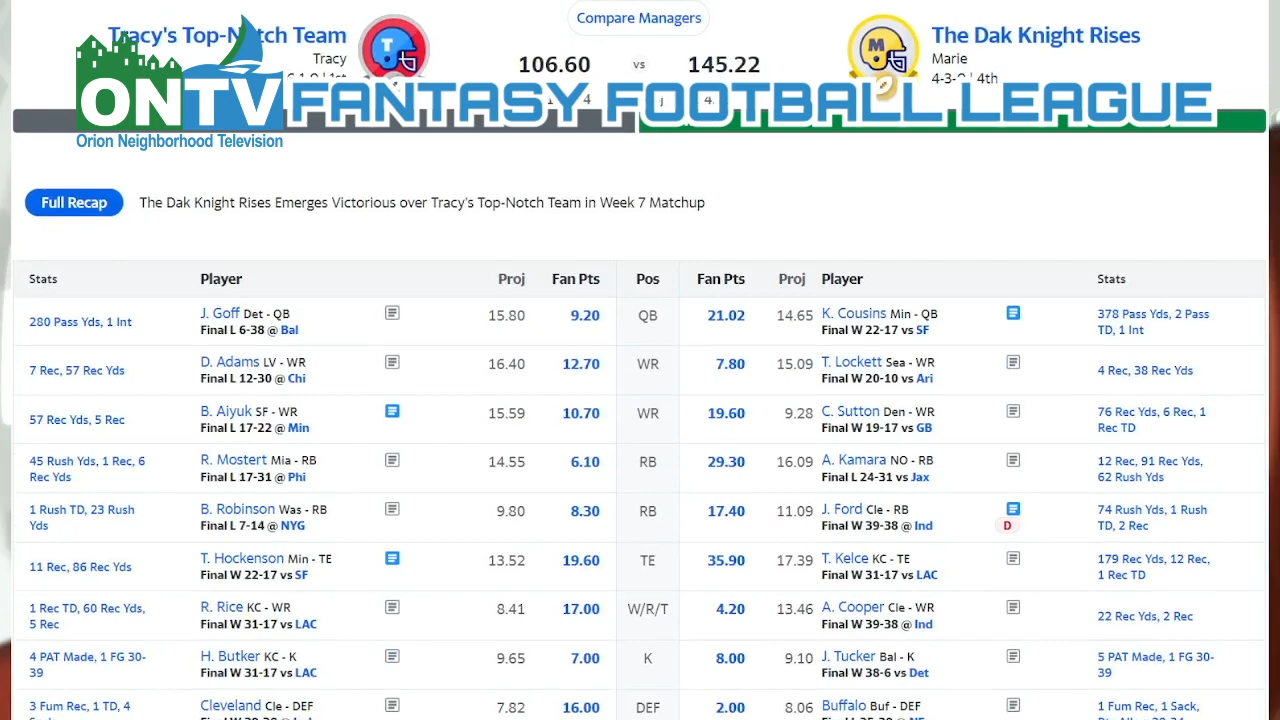 Compare Managers
Tracy's Top-Notch Team
The Dak Knight Rises
Tracy
Marie
106.60 vs 145.22
4-3-0 | 4th
ONTV FANTASY FOOTBALL LEAGUE
Orion Neighborhood Television
Full Recap The Dak Knight Rises Emerges Victorious over Tracy's Top-Notch Team in Week 7 Matchup
Stats Player Proj Fan Pts Pos Fan Pts Proj Player Stats
280 Pass Yds, 1 Int J. Goff Det - QB 15.80 9.20 QB 21.02 14.65 K. Cousins Min - QB 378 Pass Yds, 2 Pass
Final L 6-38 @ Bal Final W 22-17 vs SF TD, 1 Int
7 Rec, 57 Rec Yds D. Adams LV - WR 16.40 12.70 WR 7.80 15.09 T. Lockett Sea - WR 4 Rec, 38 Rec Yds
Final L 12-30 @ Chi Final W 20-10 vs Ari
57 Rec Yds, 5 Rec B. Aiyuk SF - WR 15.59 10.70 WR 19.60 9.28 C. Sutton Den - WR 76 Rec Yds, 6 Rec, 1
Final L 17-22 @ Min Final W 19-17 vs GB Rec TD
45 Rush Yds, 1 Rec, 6 R. Mostert Mia - RB 14.55 6.10 RB 29.30 16.09 A. Kamara NO - RB 12 Rec, 91 Rec Yds,
Rec Yds Final L 17-31 @ Phi Final L 24-31 vs Jax 62 Rush Yds
1 Rush TD, 23 Rush B. Robinson Was - RB 9.80 8.30 RB 17.40 11.09 J. Ford Cle - RB 74 Rush Yds, 1 Rush
Yds Final L 7-14 @ NYG Final W 39-38 @ Ind D TD, 2 Rec
11 Rec, 86 Rec Yds T. Hockenson Min - TE 13.52 19.60 TE 35.90 17.39 T. Kelce KC - TE 179 Rec Yds, 12 Rec,
Final W 22-17 vs SF Final W 31-17 vs LAC 1 Rec TD
1 Rec TD, 60 Rec Yds, R. Rice KC - WR 8.41 17.00 W/R/T 4.20 13.46 A. Cooper Cle - WR 22 Rec Yds, 2 Rec
5 Rec Final W 31-17 vs LAC Final W 39-38 @ Ind
4 PAT Made, 1 FG 30- H. Butker KC - K 9.65 7.00 K 8.00 9.10 J. Tucker Bal - K 5 PAT Made, 1 FG 30-
39 Final W 31-17 vs LAC Final W 38-6 vs Det 39
3 Fum Rec, 1 TD, 4 Cleveland Cle - DEF 7.82 16.00 DEF 2.00 8.06 Buffalo Buf - DEF 1 Fum Rec, 1 Sack,